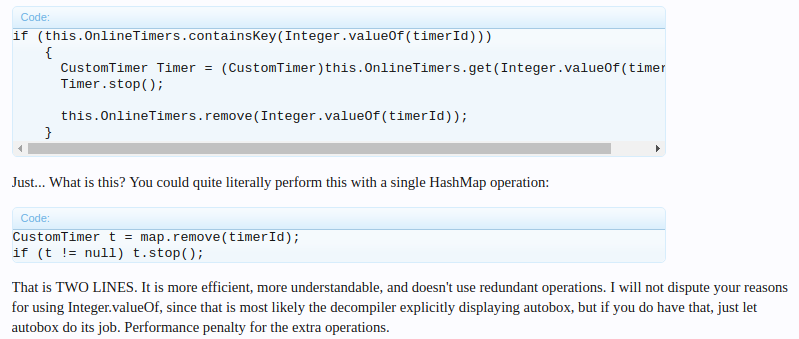 Code:
if (this.OnlineTimers.containsKey(Integer.valueOf(timerId)))
{
CustomTimer Timer = (CustomTimer)this.OnlineTimers.get(Integer.valueOf(timer
Timer.stop();
this.OnlineTimers.remove(Integer.valueOf(timerId));
}
Just... What is this? You could quite literally perform this with a single HashMap operation:
Code:
CustomTimer t = map.remove(timerId);
if (t != null) t.stop();
That is TWO LINES. It is more efficient, more understandable, and doesn't use redundant operations. I will not dispute your reasons
for using Integer.valueOf, since that is most likely the decompiler explicitly displaying autobox, but if you do have that, just let
autobox do its job. Performance penalty for the extra operations.